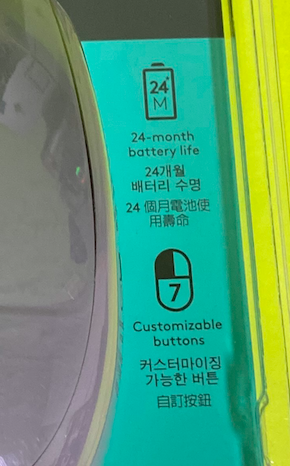 24*
M
24-month
battery life
24개월
배터리 수명
24 個月電池使
用壽命
7
Customizable
buttons
커스터마이징
가능한 버튼
自訂按鈕